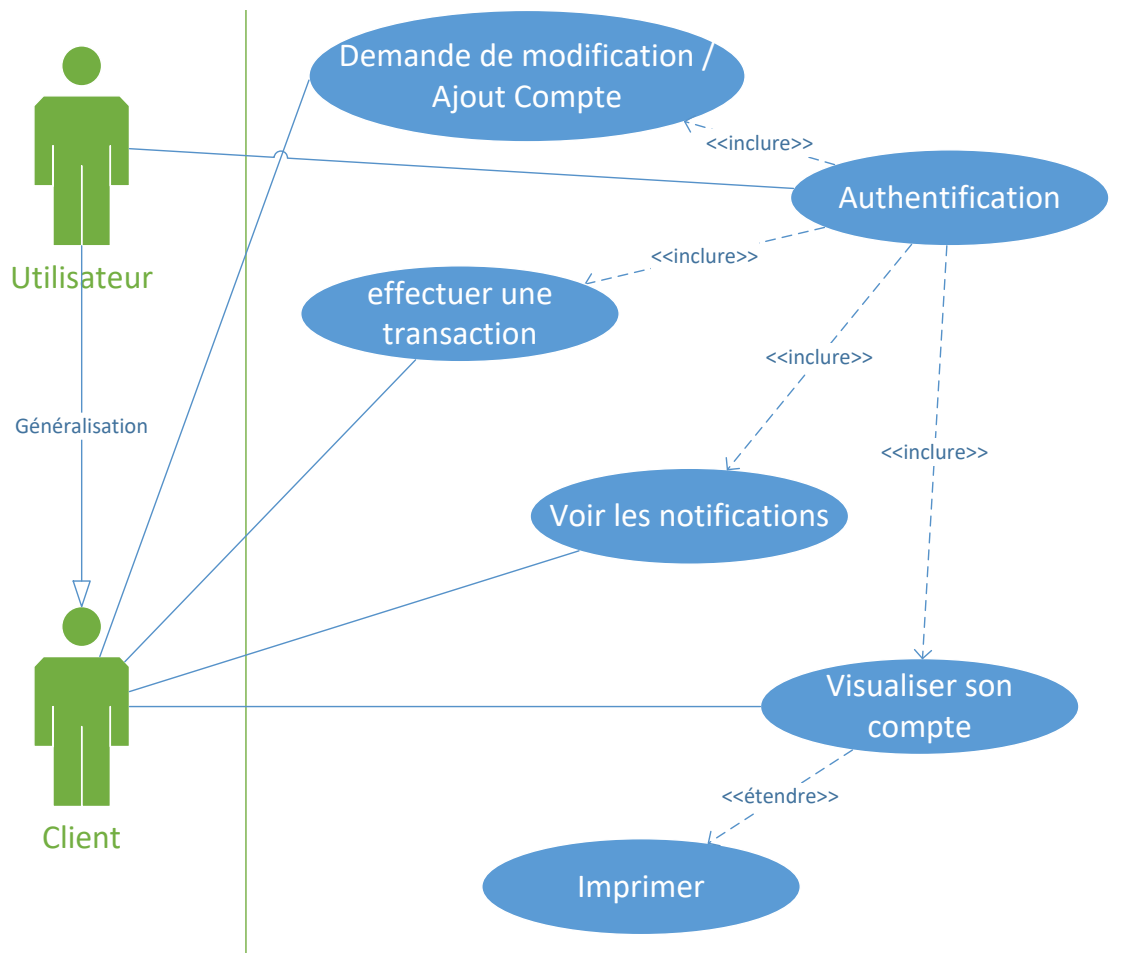 Demande de modification /
Ajout Compte
<<inclure>>
Authentification
Utilisateur
<<inclure>>
effectuer une
transaction
<<inclure>>
Généralisation
<<inclure>>
Voir les notifications
Visualiser son
compte
<<étendre>>
Client
Imprimer